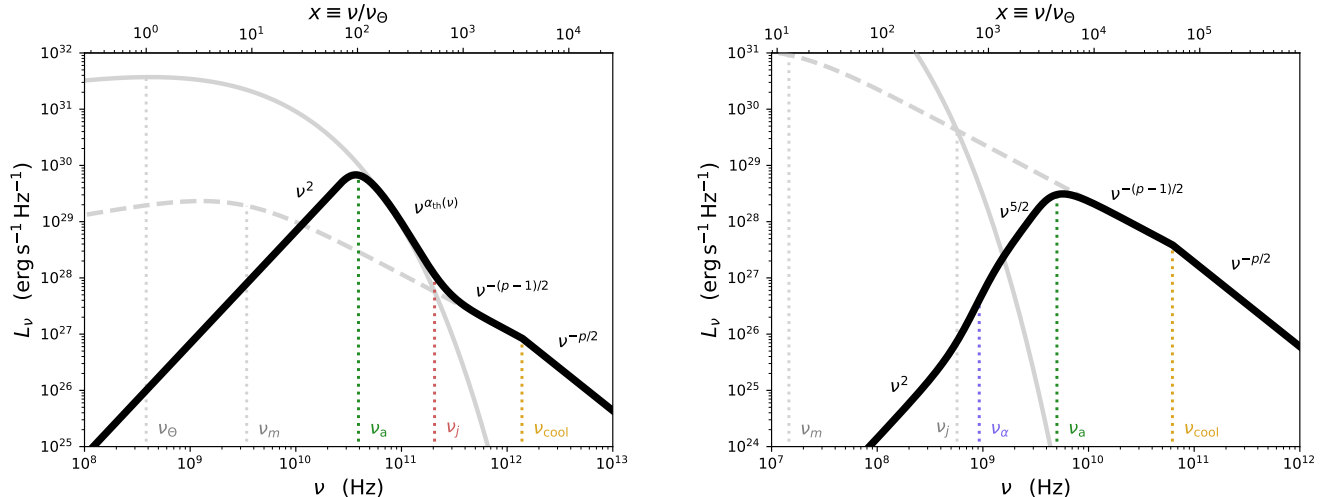 x ≡ ν/ν_Θ
10^0 10^1 10^2 10^3 10^4
10^32
10^31
10^30
10^29
10^28
10^27
10^26
10^25
L_ν (erg s^−1 Hz^−1)
ν^2
ν^{α_th(ν)}
ν^{−(p−1)/2}
ν^{−p/2}
ν_Θ ν_m ν_a ν_j ν_cool
10^8 10^9 10^10 10^11 10^12 10^13
ν (Hz)
x ≡ ν/ν_Θ
10^1 10^2 10^3 10^4 10^5
10^31
10^30
10^29
10^28
10^27
10^26
10^25
10^24
L_ν (erg s^−1 Hz^−1)
ν^{5/2}
ν^{−(p−1)/2}
ν^{−p/2}
ν^2
ν_m ν_j ν_α ν_a ν_cool
10^7 10^8 10^9 10^10 10^11 10^12
ν (Hz)